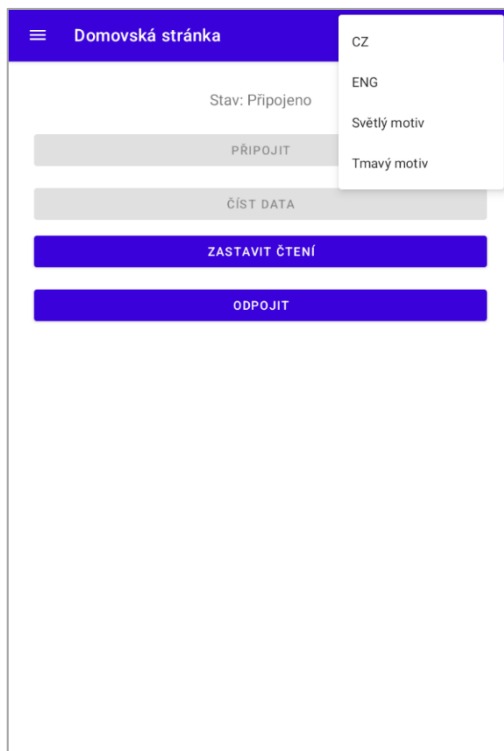 Domovská stránka
CZ
ENG
Světlý motiv
Tmavý motiv
Stav: Připojeno
PŘIPOJIT
ČÍST DATA
ZASTAVIT ČTENÍ
ODPOJIT